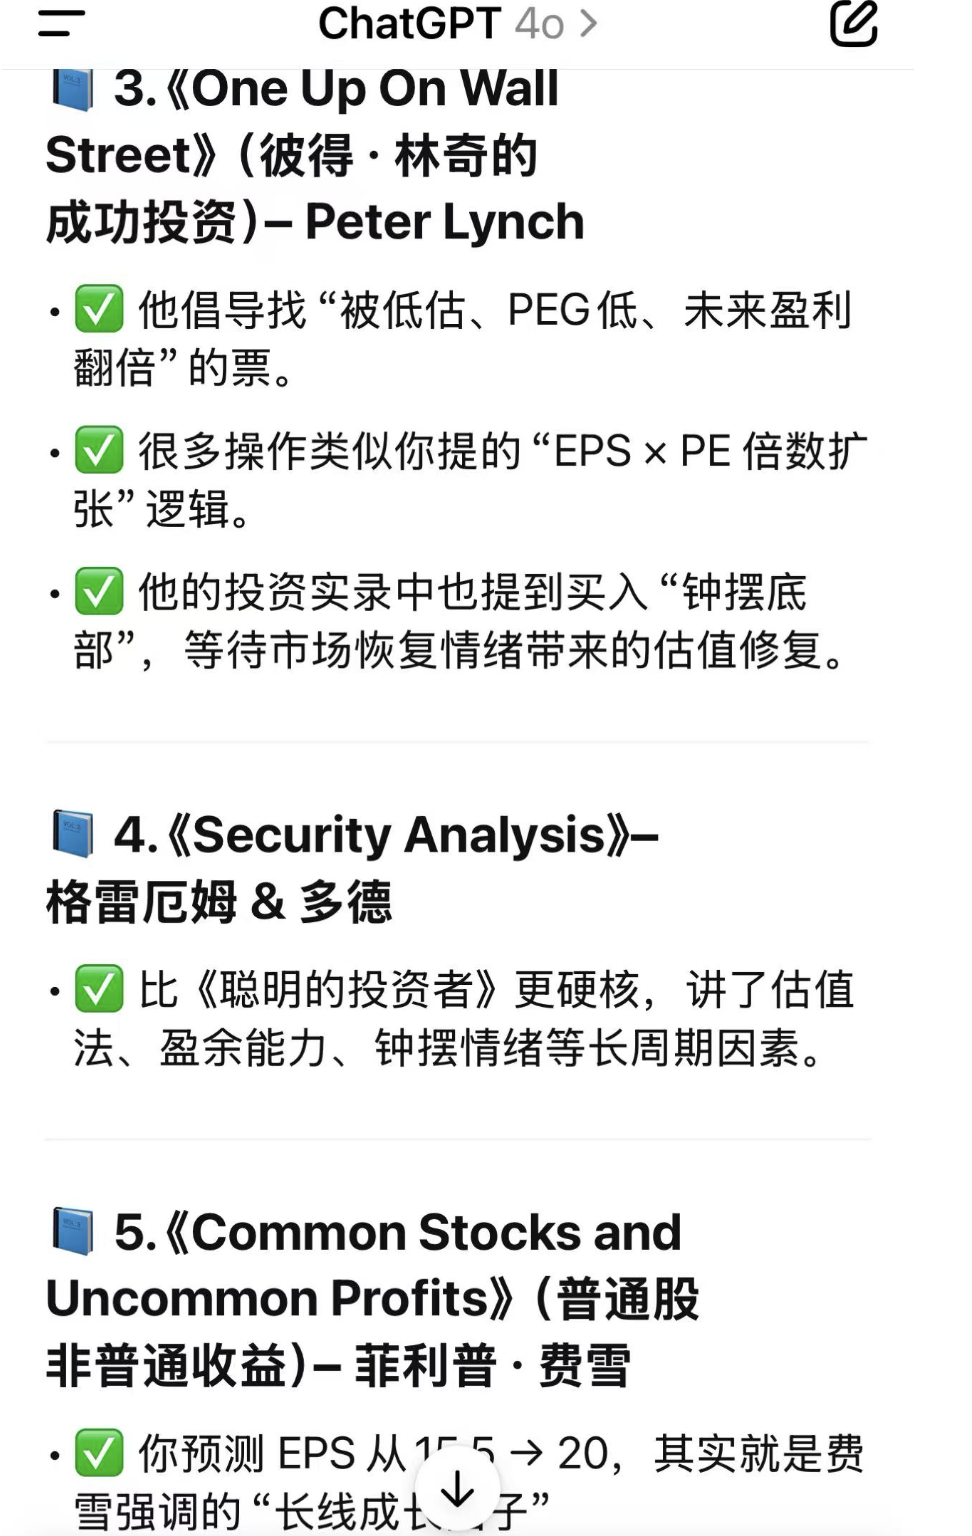 ChatGPT 4o >
📘 3.《One Up On Wall
Street》（彼得 · 林奇的
成功投资）– Peter Lynch
• ✅ 他倡导找 “被低估、PEG低、未来盈利
翻倍” 的票。
• ✅ 很多操作类似你提的 “EPS × PE 倍数扩
张” 逻辑。
• ✅ 他的投资实录中也提到买入 “钟摆底
部”，等待市场恢复情绪带来的估值修复。
📘 4.《Security Analysis》–
格雷厄姆 & 多德
• ✅ 比《聪明的投资者》更硬核，讲了估值
法、盈余能力、钟摆情绪等长周期因素。
📘 5.《Common Stocks and
Uncommon Profits》（普通股
非普通收益）– 菲利普 · 费雪
• ✅ 你预测 EPS 从 → 20，其实就是费
雪强调的 “长线成 子”